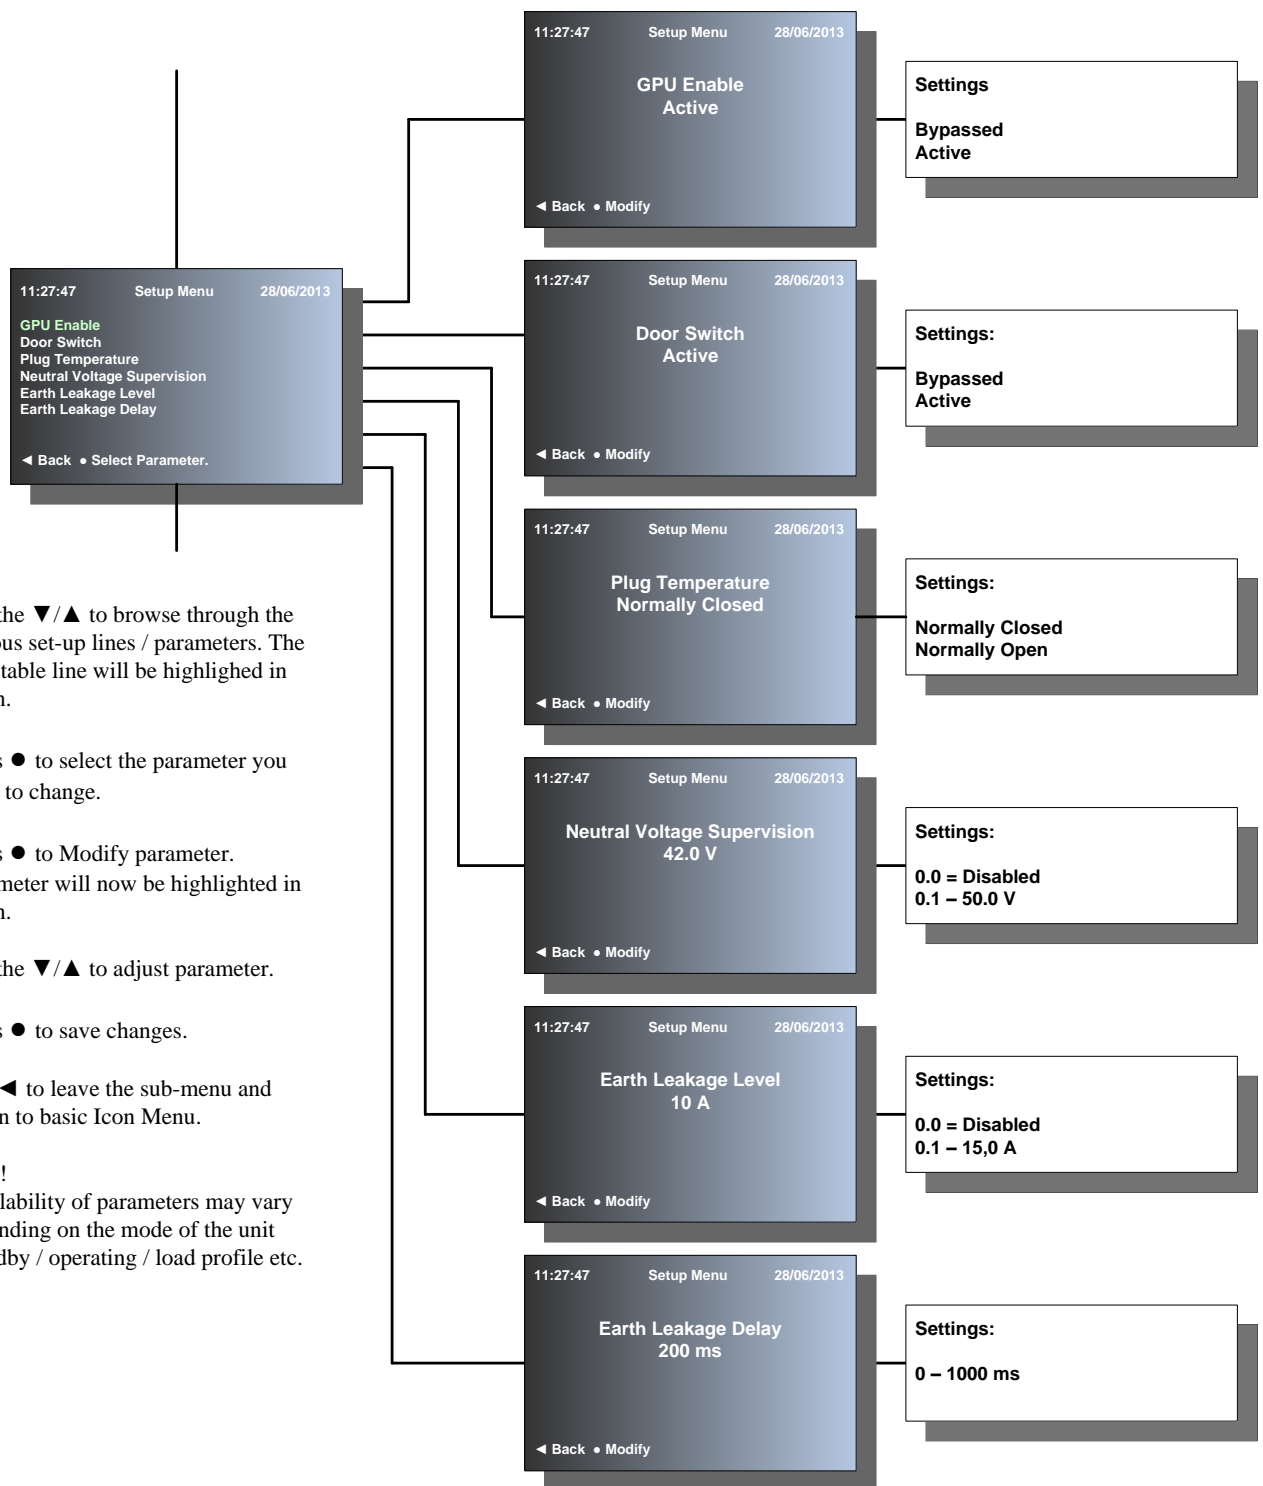 11:27:47 Setup Menu 28/06/2013
GPU Enable
Door Switch
Plug Temperature
Neutral Voltage Supervision
Earth Leakage Level
Earth Leakage Delay
◄ Back ● Select Parameter.
the ▼/▲ to browse through the
ous set-up lines / parameters. The
table line will be highlighed in
n.
s ● to select the parameter you
to change.
s ● to Modify parameter.
meter will now be highlighted in
n.
the ▼/▲ to adjust parameter.
s ● to save changes.
◄ to leave the sub-menu and
n to basic Icon Menu.
!
lability of parameters may vary
nding on the mode of the unit
dby / operating / load profile etc.
11:27:47 Setup Menu 28/06/2013
GPU Enable
Active
◄ Back ● Modify
Settings
Bypassed
Active
11:27:47 Setup Menu 28/06/2013
Door Switch
Active
◄ Back ● Modify
Settings:
Bypassed
Active
11:27:47 Setup Menu 28/06/2013
Plug Temperature
Normally Closed
◄ Back ● Modify
Settings:
Normally Closed
Normally Open
11:27:47 Setup Menu 28/06/2013
Neutral Voltage Supervision
42.0 V
◄ Back ● Modify
Settings:
0.0 = Disabled
0.1 – 50.0 V
11:27:47 Setup Menu 28/06/2013
Earth Leakage Level
10 A
◄ Back ● Modify
Settings:
0.0 = Disabled
0.1 – 15,0 A
11:27:47 Setup Menu 28/06/2013
Earth Leakage Delay
200 ms
◄ Back ● Modify
Settings:
0 – 1000 ms